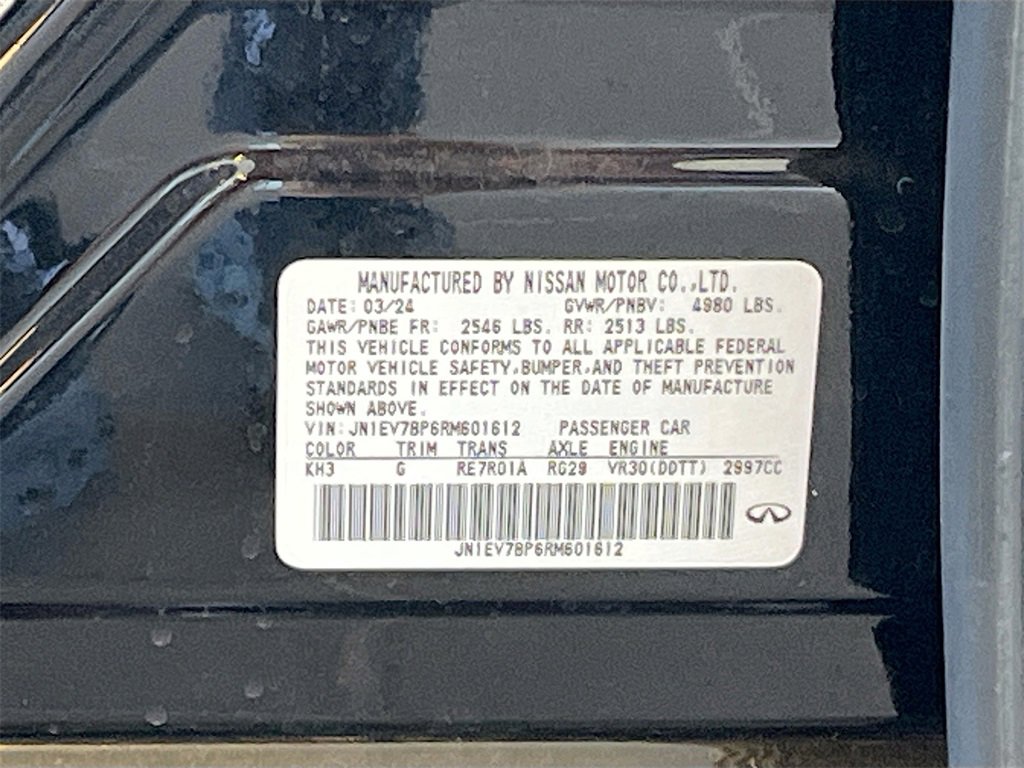 MANUFACTURED BY NISSAN MOTOR CO.,LTD.
DATE: 03/24 GVWR/PNBV: 4980 LBS.
GAWR/PNBE FR: 2546 LBS. RR: 2513 LBS.
THIS VEHICLE CONFORMS TO ALL APPLICABLE FEDERAL
MOTOR VEHICLE SAFETY,BUMPER,AND THEFT PREVENTION
STANDARDS IN EFFECT ON THE DATE OF MANUFACTURE
SHOWN ABOVE.
VIN: JN1EV7BP6RM601612 PASSENGER CAR
COLOR TRIM TRANS AXLE ENGINE
KH3 G RE7R01A RG29 VR30(DDTT) 2997CC
JN1EV7BP6RM601612